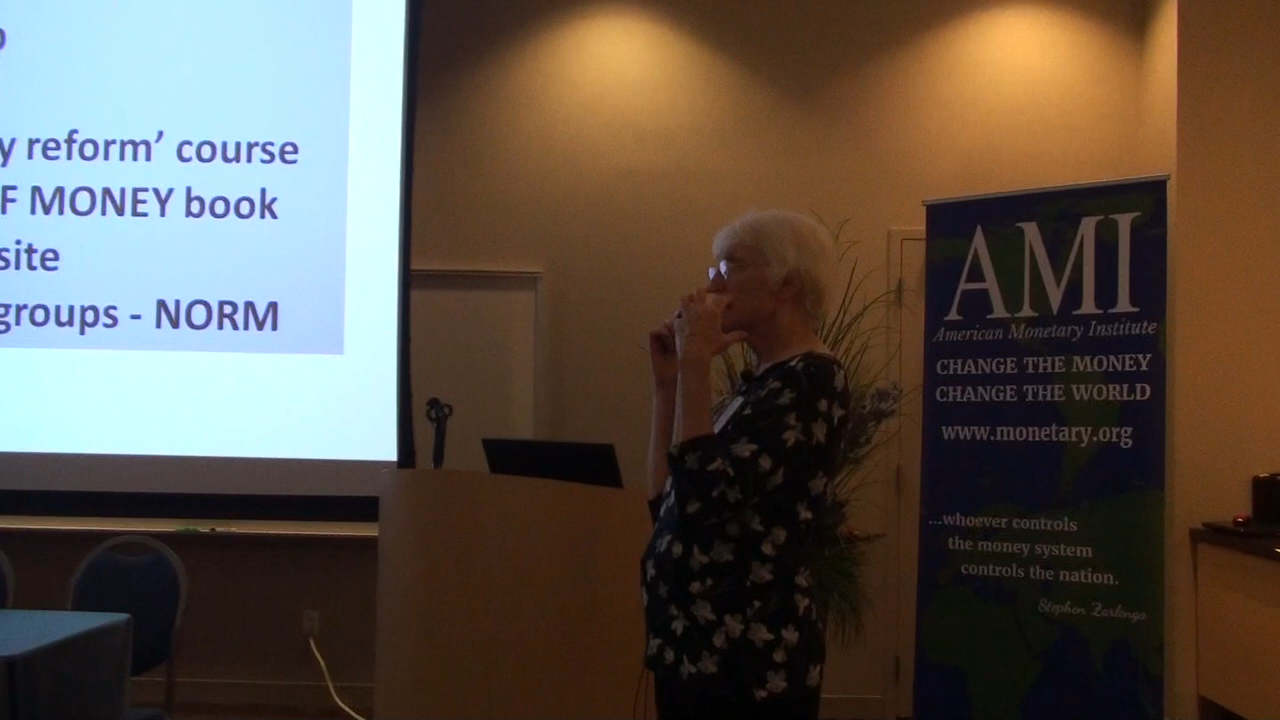 y reform’ course
F MONEY book
site
groups - NORM
AMI
American Monetary Institute
CHANGE THE MONEY
CHANGE THE WORLD
www.monetary.org
...whoever controls
the money system
controls the nation.
Stephen Zarlenga